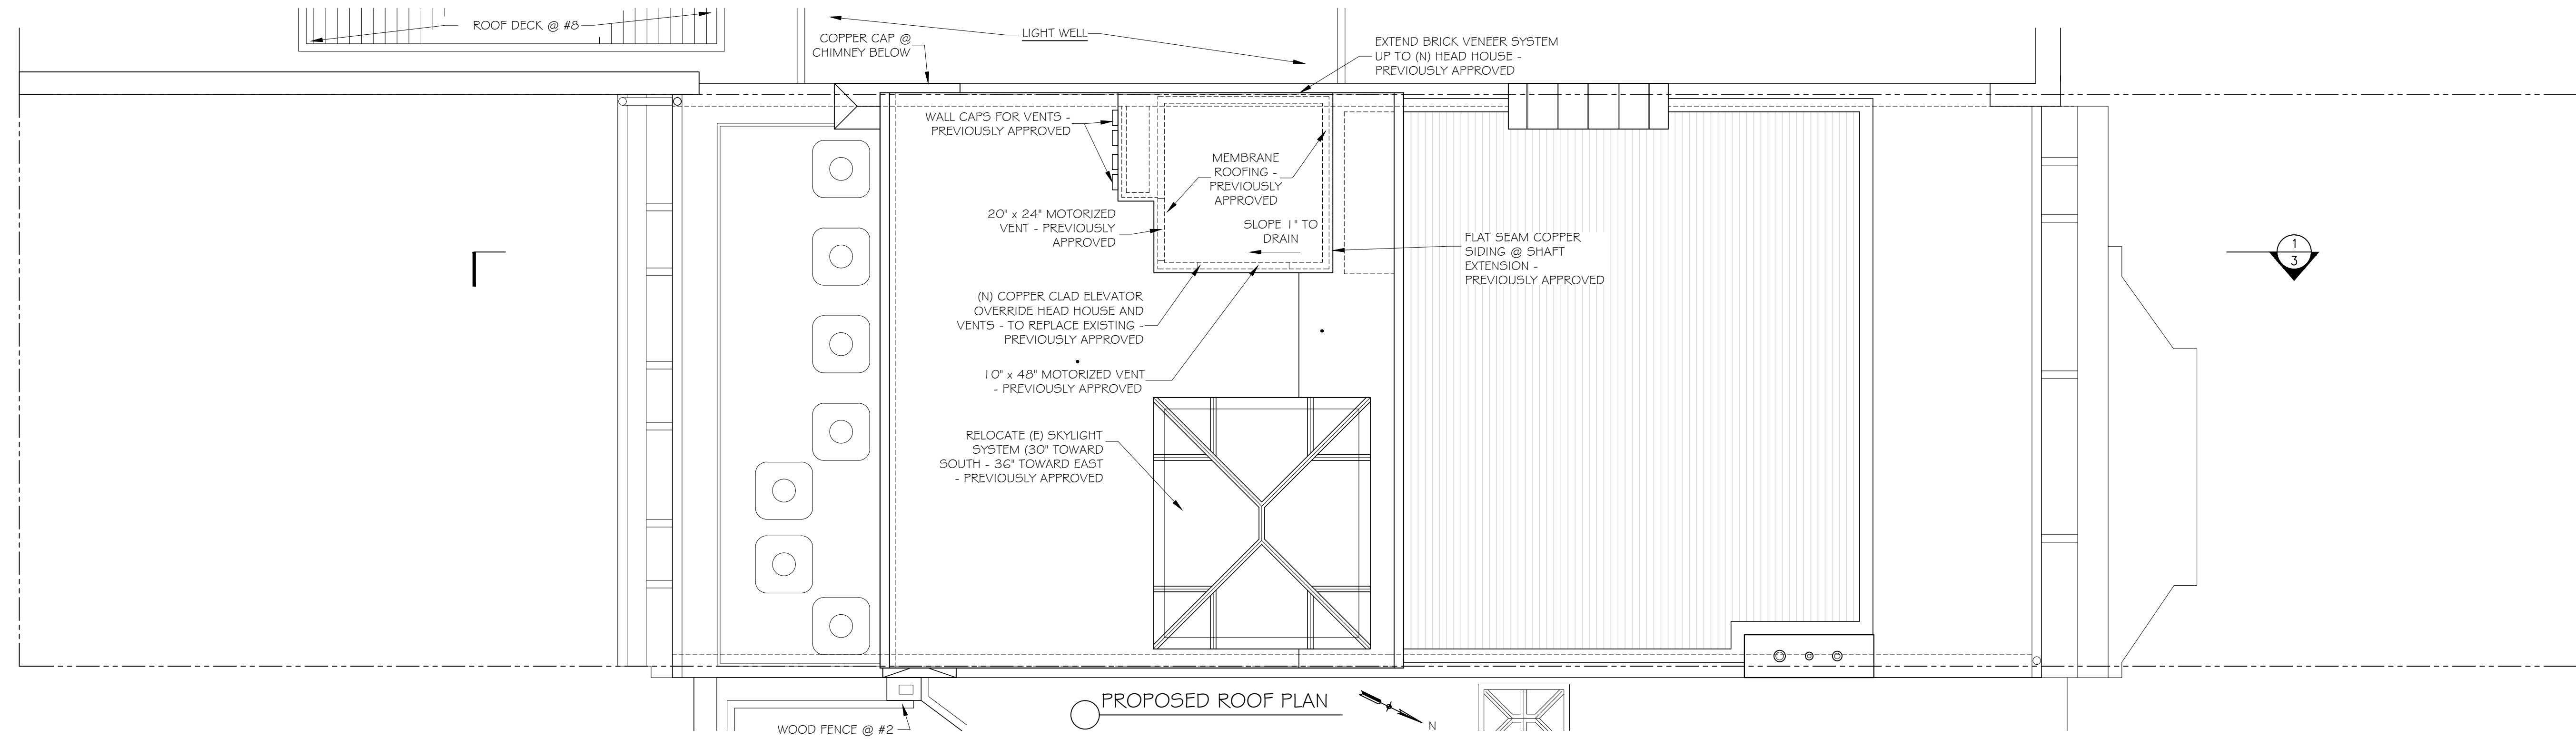 ROOF DECK @ #8
COPPER CAP @
CHIMNEY BELOW
LIGHT WELL
EXTEND BRICK VENEER SYSTEM
UP TO (N) HEAD HOUSE -
PREVIOUSLY APPROVED
WALL CAPS FOR VENTS -
PREVIOUSLY APPROVED
MEMBRANE
ROOFING -
PREVIOUSLY
APPROVED
20" x 24" MOTORIZED
VENT - PREVIOUSLY
APPROVED
SLOPE 1" TO
DRAIN
FLAT SEAM COPPER
SIDING @ SHAFT
EXTENSION -
PREVIOUSLY APPROVED
1
3
(N) COPPER CLAD ELEVATOR
OVERRIDE HEAD HOUSE AND
VENTS - TO REPLACE EXISTING -
PREVIOUSLY APPROVED
10" x 48" MOTORIZED VENT
- PREVIOUSLY APPROVED
RELOCATE (E) SKYLIGHT
SYSTEM (30" TOWARD
SOUTH - 36" TOWARD EAST
- PREVIOUSLY APPROVED
PROPOSED ROOF PLAN
N
WOOD FENCE @ #2